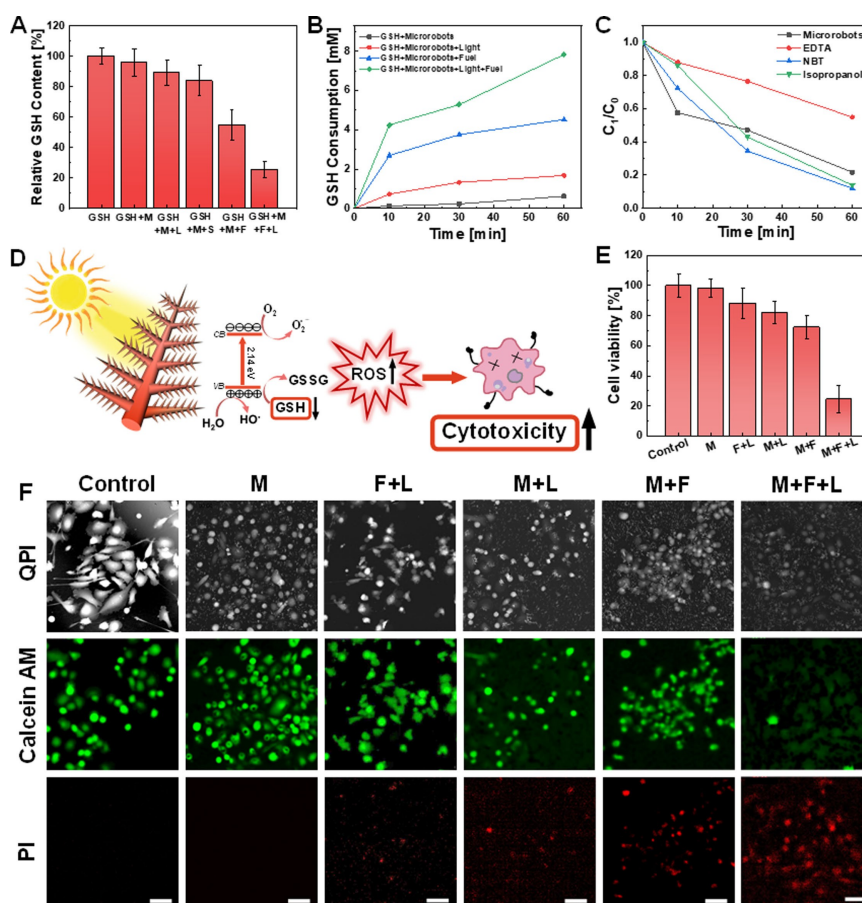 A
Relative GSH Content [%]
120
100
80
60
40
20
0
GSH
GSH+M
GSH
+M+L
GSH
+M+S
GSH
+M+F
GSH+M
+F+L
B
GSH Consumption [mM]
8
6
4
2
0
GSH+Microrobots
GSH+Microrobots+Light
GSH+Microrobots+Fuel
GSH+Microrobots+Light+Fuel
0 10 20 30 40 50 60
Time [min]
C
C₁/C₀
1.0
0.8
0.6
0.4
0.2
0.0
Microrobots
EDTA
NBT
Isopropanol
0 10 20 30 40 50 60
Time [min]
D
CB
O₂
O₂⁻
2.14 eV
VB
H₂O
HO·
GSSG
GSH
ROS
Cytotoxicity
E
Cell viability [%]
120
100
80
60
40
20
0
Control
M
F+L
M+L
M+F
M+F+L
F
Control M F+L M+L M+F M+F+L
QPI
Calcein AM
PI